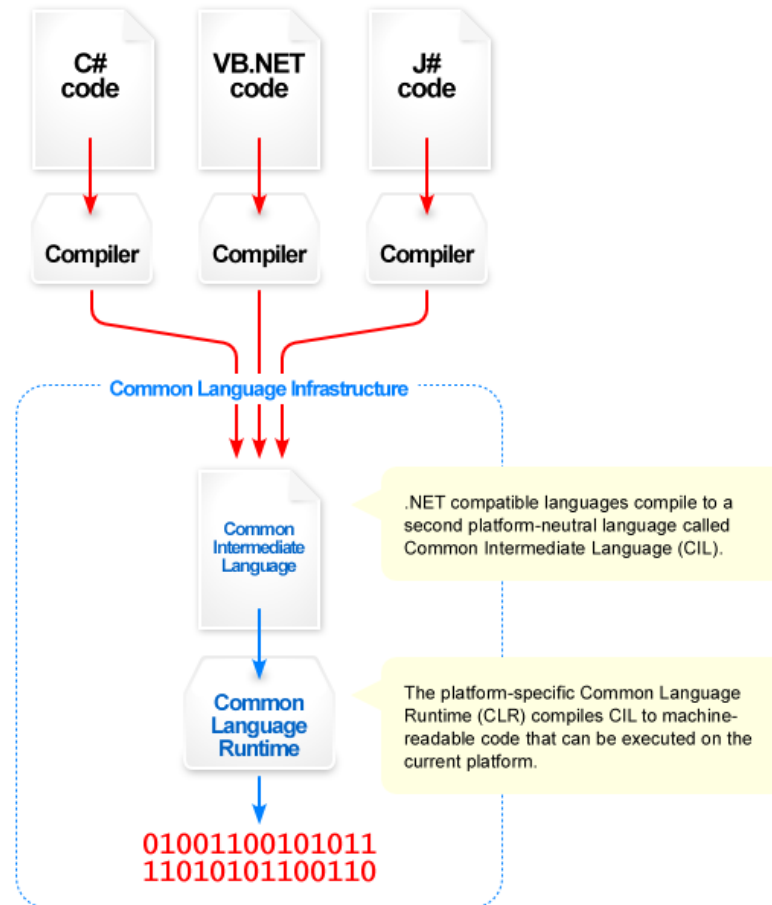 C#
code
VB.NET
code
J#
code
Compiler
Compiler
Compiler
Common Language Infrastructure
Common
Intermediate
Language
.NET compatible languages compile to a
second platform-neutral language called
Common Intermediate Language (CIL).
Common
Language
Runtime
The platform-specific Common Language
Runtime (CLR) compiles CIL to machine-
readable code that can be executed on the
current platform.
01001100101011
11010101100110